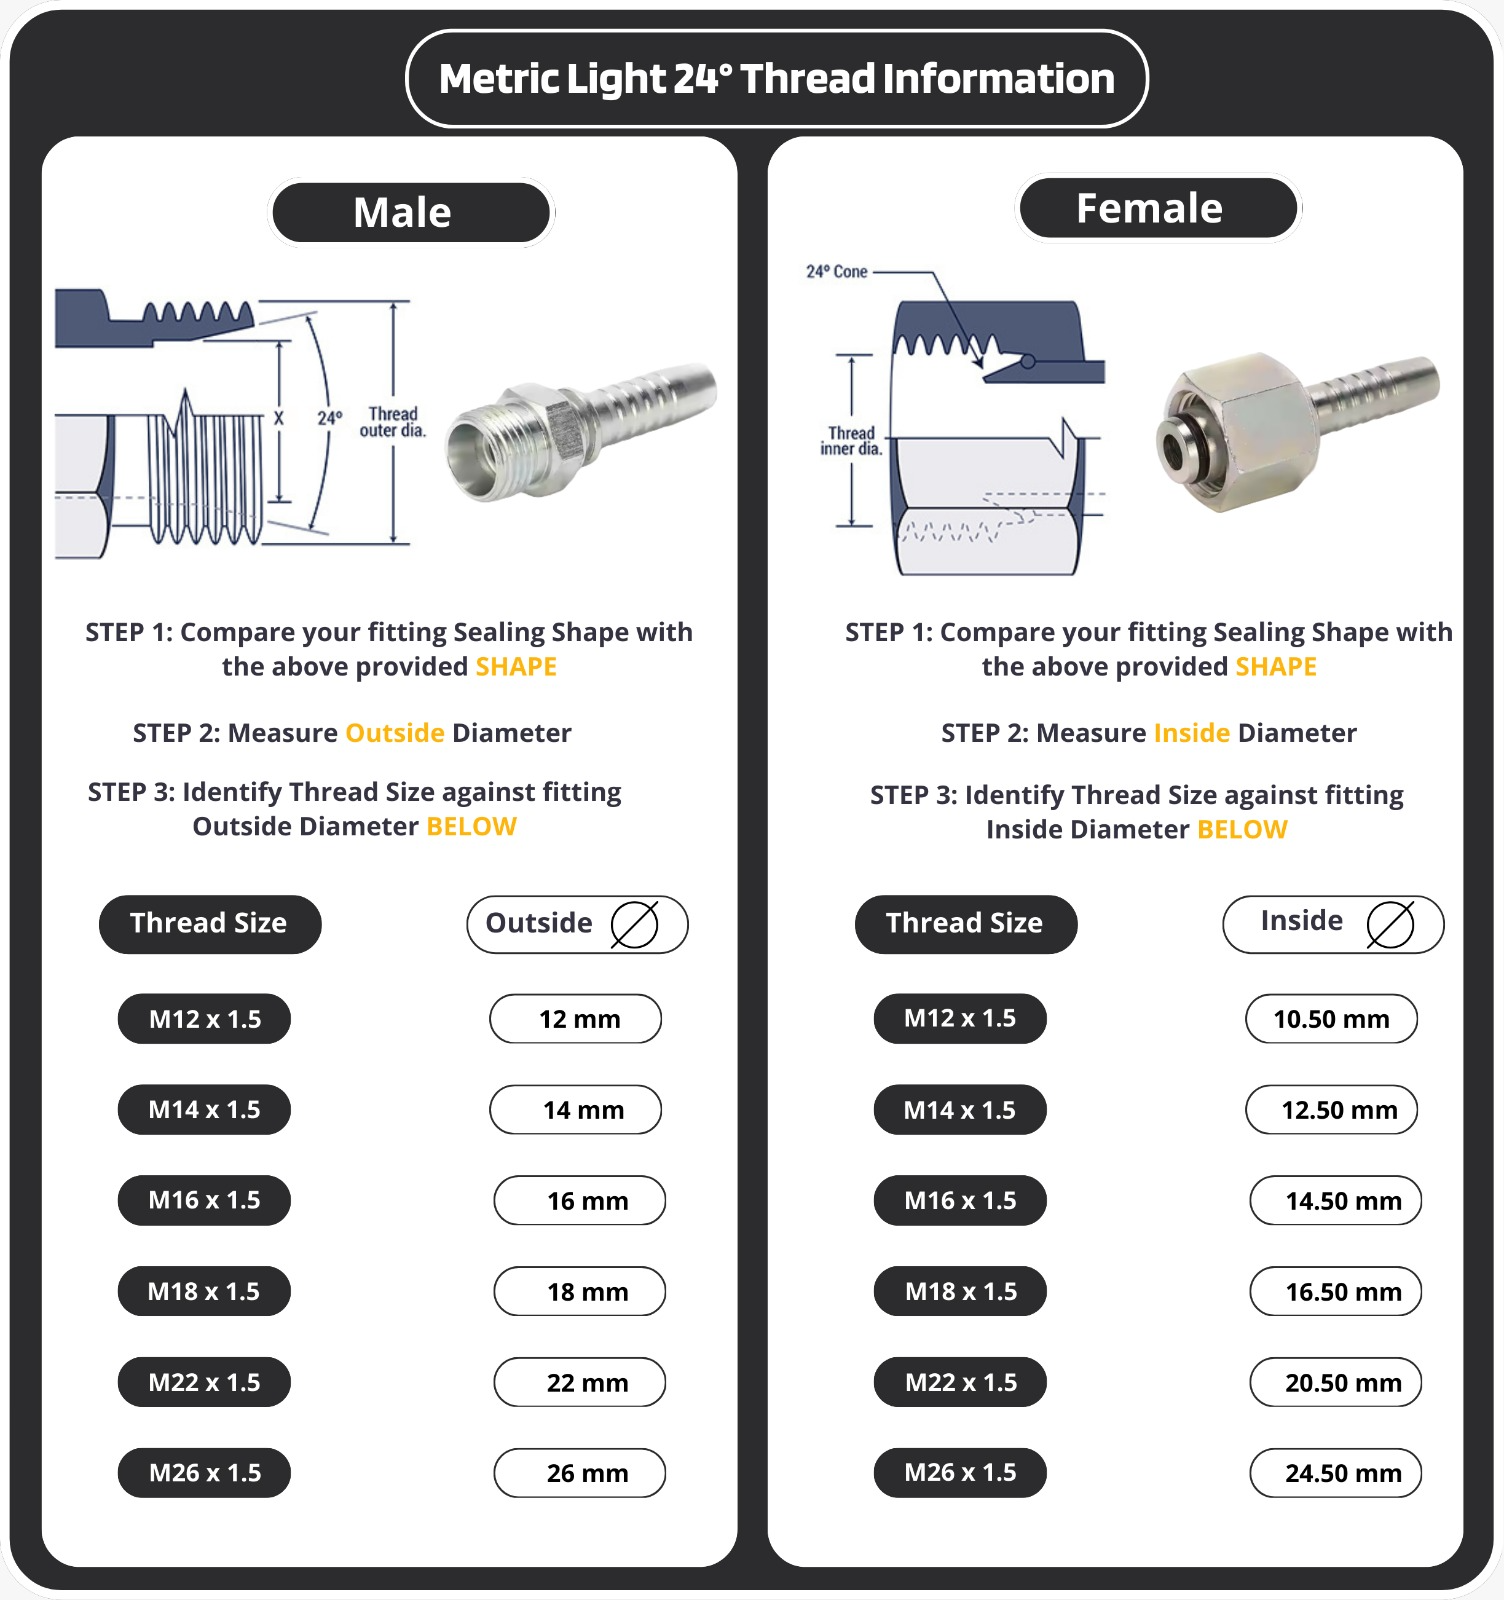 Metric Light 24° Thread Information
Male
X
24º
Thread
outer dia.
STEP 1: Compare your fitting Sealing Shape with
the above provided SHAPE
STEP 2: Measure Outside Diameter
STEP 3: Identify Thread Size against fitting
Outside Diameter BELOW
Thread Size
Outside
M12 x 1.5
12 mm
M14 x 1.5
14 mm
M16 x 1.5
16 mm
M18 x 1.5
18 mm
M22 x 1.5
22 mm
M26 x 1.5
26 mm
Female
24º Cone
Thread
inner dia.
STEP 1: Compare your fitting Sealing Shape with
the above provided SHAPE
STEP 2: Measure Inside Diameter
STEP 3: Identify Thread Size against fitting
Inside Diameter BELOW
Thread Size
Inside
M12 x 1.5
10.50 mm
M14 x 1.5
12.50 mm
M16 x 1.5
14.50 mm
M18 x 1.5
16.50 mm
M22 x 1.5
20.50 mm
M26 x 1.5
24.50 mm